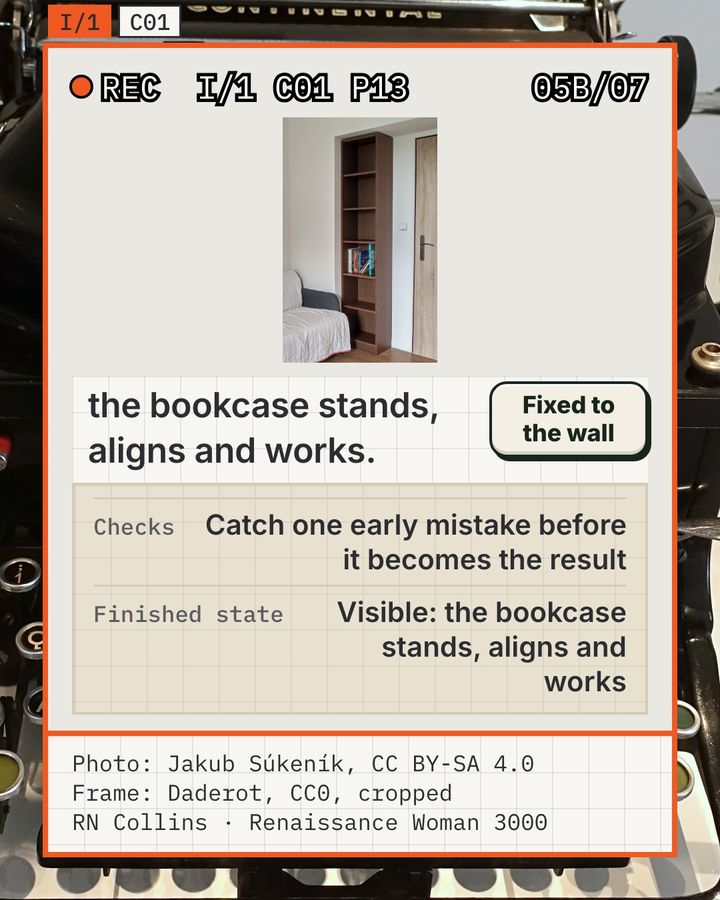 CONTINENTAL
I/1 C01
REC I/1 C01 P13 05B/07
the bookcase stands,
aligns and works.
Fixed to
the wall
Checks Catch one early mistake before
it becomes the result
Finished state Visible: the bookcase
stands, aligns and
works
Photo: Jakub Súkeník, CC BY-SA 4.0
Frame: Daderot, CC0, cropped
RN Collins · Renaissance Woman 3000